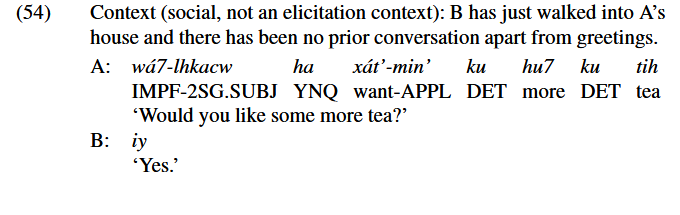 (54) Context (social, not an elicitation context): B has just walked into A’s
house and there has been no prior conversation apart from greetings.
A: wá7-lhkacw ha xát’-min’ ku hu7 ku tih
IMPF-2SG.SUBJ YNQ want-APPL DET more DET tea
‘Would you like some more tea?’
B: iy
‘Yes.’